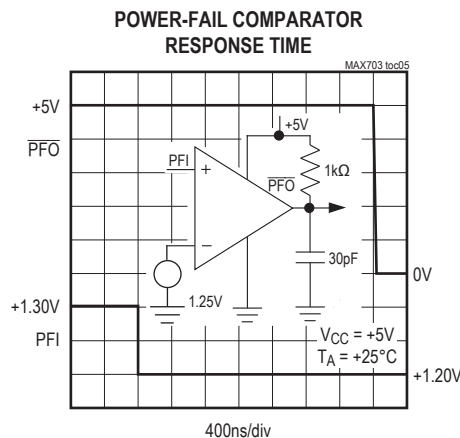 POWER-FAIL COMPARATOR
RESPONSE TIME
MAX703 toc05
+5V
+5V
PFO
PFI
+
PFO
1kΩ
−
30pF
0V
+1.30V
1.25V
PFI
VCC = +5V
TA = +25°C
+1.20V
400ns/div